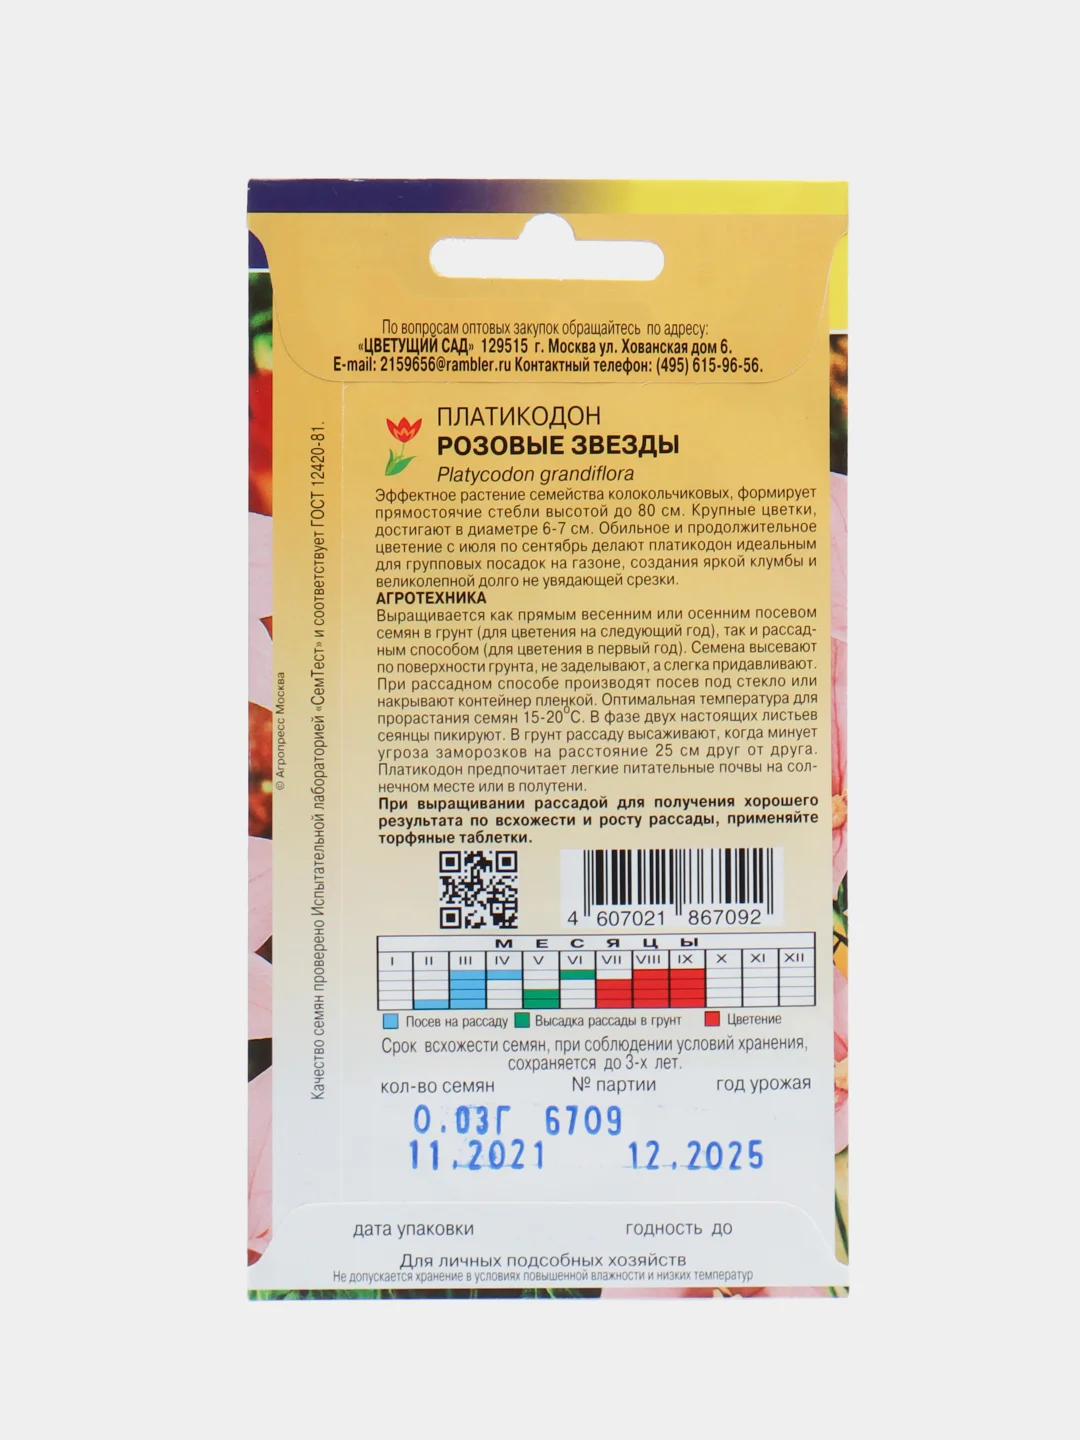 По вопросам оптовых закупок обращайтесь по адресу:
«ЦВЕТУЩИЙ САД» 129515 г. Москва ул. Хованская дом 6.
E-mail: 2159656@rambler.ru Контактный телефон: (495) 615-96-56.
ПЛАТИКОДОН
РОЗОВЫЕ ЗВЕЗДЫ
Platycodon grandiflora
Эффектное растение семейства колокольчиковых, формирует
прямостоячие стебли высотой до 80 см. Крупные цветки,
достигают в диаметре 6-7 см. Обильное и продолжительное
цветение с июля по сентябрь делают платикодон идеальным
для групповых посадок на газоне, создания яркой клумбы и
великолепной долго не увядающей срезки.
АГРОТЕХНИКА
Выращивается как прямым весенним или осенним посевом
семян в грунт (для цветения на следующий год), так и рассад-
ным способом (для цветения в первый год). Семена высевают
по поверхности грунта, не заделывают, а слегка придавливают.
При рассадном способе производят посев под стекло или
накрывают контейнер пленкой. Оптимальная температура для
прорастания семян 15-20°С. В фазе двух настоящих листьев
сеянцы пикируют. В грунт рассаду высаживают, когда минует
угроза заморозков на расстояние 25 см друг от друга.
Платикодон предпочитает легкие питательные почвы на сол-
нечном месте или в полутени.
При выращивании рассадой для получения хорошего
результата по всхожести и росту рассады, применяйте
торфяные таблетки.
4 607021 867092
МЕСЯЦЫ
I II III IV V VI VII VIII IX X XI XII
Посев на рассаду Высадка рассады в грунт Цветение
Срок всхожести семян, при соблюдении условий хранения,
сохраняется до 3-х лет.
кол-во семян № партии год урожая
0.03Г 6709
11.2021 12.2025
дата упаковки годность до
Для личных подсобных хозяйств
Не допускается хранение в условиях повышенной влажности и низких температур
© Агропресс Москва
Качество семян проверено Испытательной лабораторией «СемТест» и соответствует ГОСТ 12420-81.